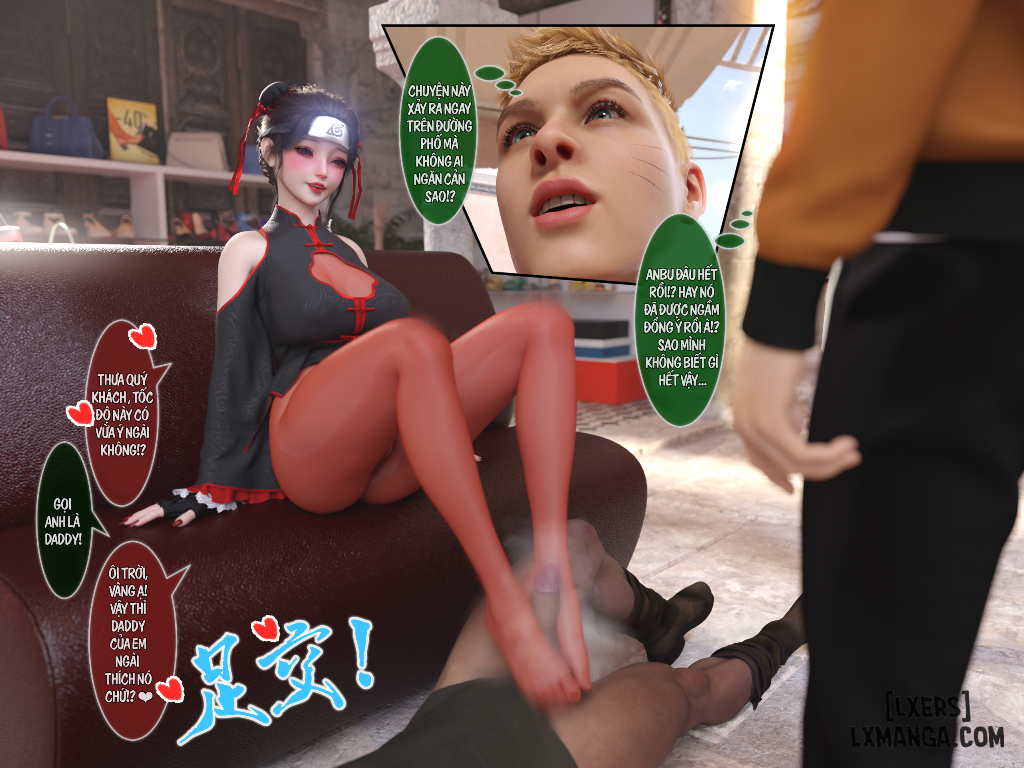 CHUYỆN NÀY
XẢY RA NGAY
TRÊN ĐƯỜNG
PHỐ MÀ
KHÔNG AI
NGĂN CẢN
SAO!?
ANBU ĐÂU HẾT
RỒI!? HAY NÓ
ĐÃ ĐƯỢC NGẦM
ĐỒNG Ý RỒI À!?
SAO MÌNH
KHÔNG BIẾT GÌ
HẾT VẬY...
THƯA QUÝ
KHÁCH, TỐC
ĐỘ NÀY CÓ
VỪA Ý NGÀI
KHÔNG!?
GỌI
ANH LÀ
DADDY!
ÔI TRỜI,
VÂNG Ạ!
VẬY THÌ
DADDY
CỦA EM
NGÀI
THÍCH NÓ
CHỨ!? ❤
足交!
-40%
[LXERS]
LXMANGA.COM